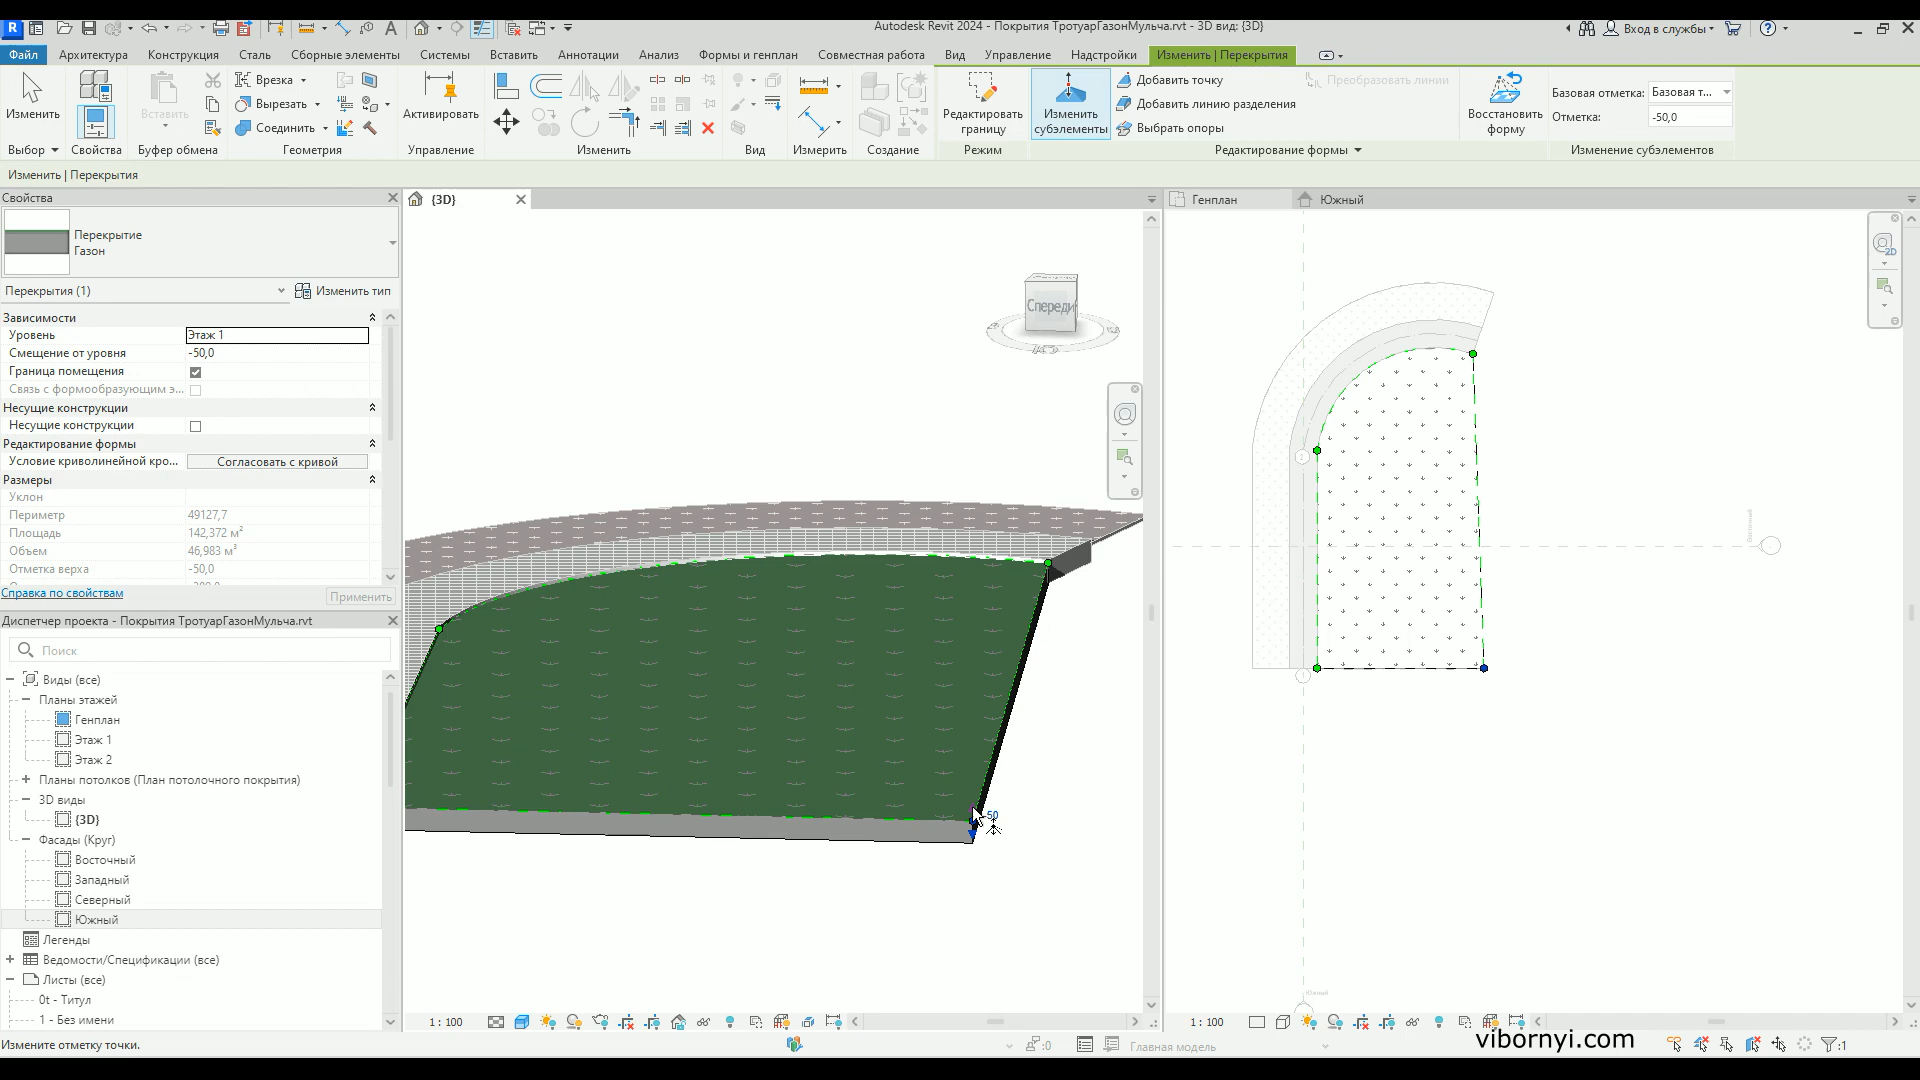 Autodesk Revit 2024 - Покрытия ТротуарГазонМульча.rvt - 3D вид: {3D}
Вход в службы
Файл Архитектура Конструкция Сталь Сборные элементы Системы Вставить Аннотации Анализ Формы и генплан Совместная работа Вид Управление Надстройки Изменить | Перекрытия
Врезка
Вырезать
Соединить
Добавить точку
Добавить линию разделения
Выбрать опоры
Преобразовать линии
Изменить
Вставить
Активировать
Редактировать границу
Изменить субэлементы
Восстановить форму
Базовая отметка: Базовая т...
Отметка: -50,0
Выбор Свойства Буфер обмена Геометрия Управление Изменить Вид Измерить Создание Режим Редактирование формы Изменение субэлементов
Изменить | Перекрытия
Свойства
Перекрытие
Газон
Перекрытия (1)
Изменить тип
Зависимости
Уровень Этаж 1
Смещение от уровня -50,0
Граница помещения
Связь с формообразующим э...
Несущие конструкции
Несущие конструкции
Редактирование формы
Условие криволинейной кро... Согласовать с кривой
Размеры
Уклон
Периметр 49127,7
Площадь 142,372 м²
Объем 46,983 м³
Отметка верха -50,0
Справка по свойствам
Применить
Диспетчер проекта - Покрытия ТротуарГазонМульча.rvt
Поиск
Виды (все)
Планы этажей
Генплан
Этаж 1
Этаж 2
Планы потолков (План потолочного покрытия)
3D виды
{3D}
Фасады (Круг)
Восточный
Западный
Северный
Южный
Легенды
Ведомости/Спецификации (все)
Листы (все)
0t - Титул
1 - Без имени
{3D}
Спереди
-50
1 : 100
Генплан
Южный
1 : 100
Измените отметку точки.
:0
Главная модель
vibornyi.com
:1